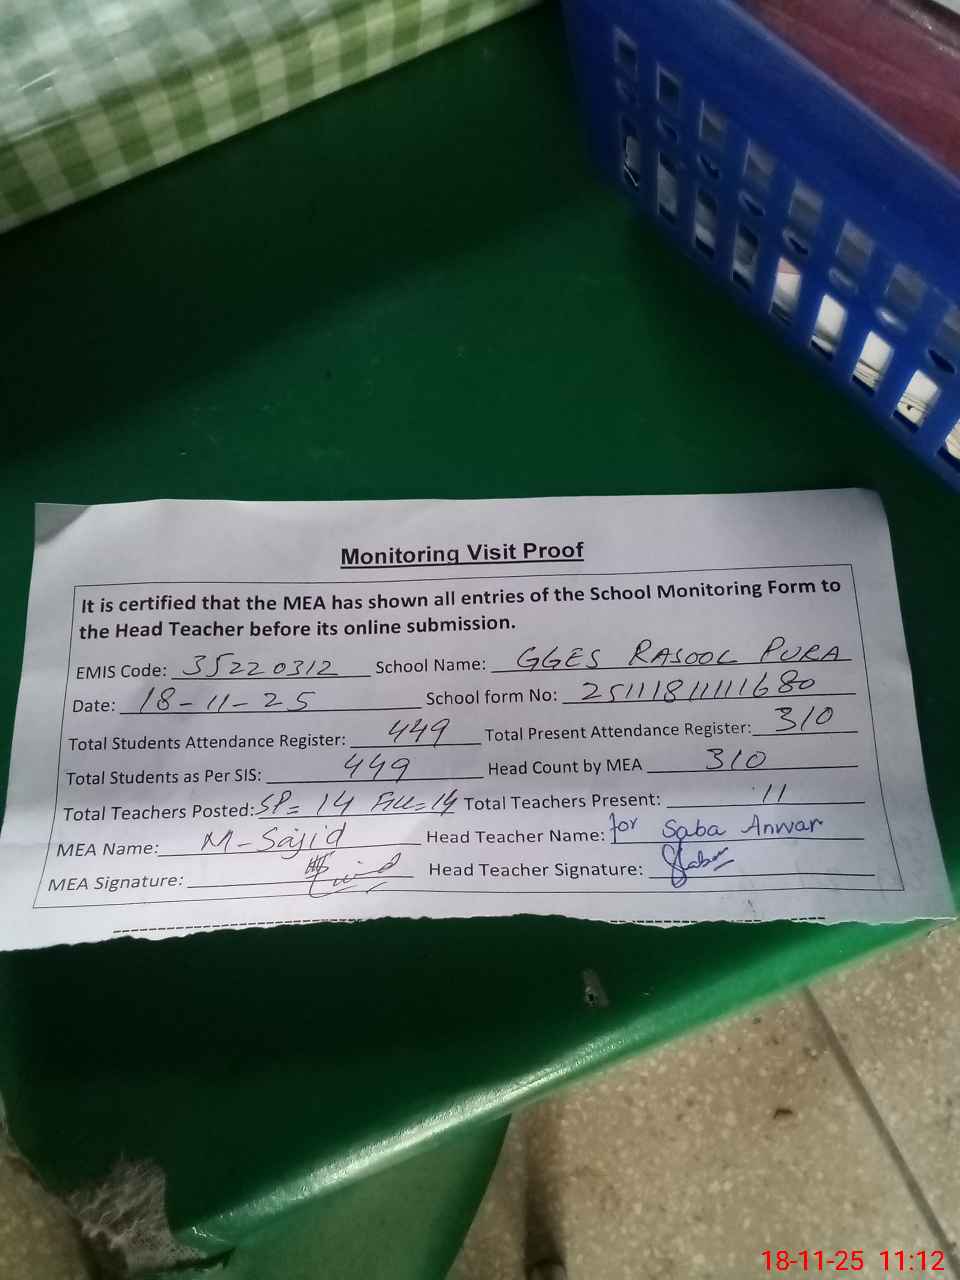 Monitoring Visit Proof
It is certified that the MEA has shown all entries of the School Monitoring Form to
the Head Teacher before its online submission.
EMIS Code: 35220312 School Name: GGES RASOOL PURA
Date: 18-11-25 School form No: 251118111111680
Total Students Attendance Register: 449 Total Present Attendance Register: 310
Total Students as Per SIS: 449 Head Count by MEA 310
Total Teachers Posted: SP= 14 Fill=14 Total Teachers Present: 11
MEA Name: M-Sajid Head Teacher Name: for Saba Anwar
MEA Signature: Head Teacher Signature: Saba
18-11-25 11:12